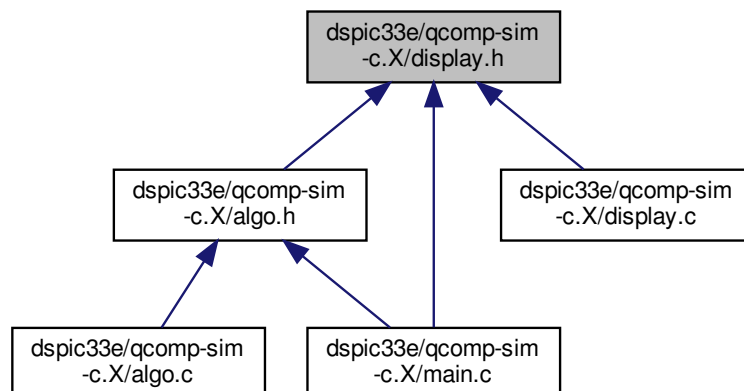 dspic33e/qcomp-sim
-c.X/display.h
dspic33e/qcomp-sim
-c.X/algo.h
dspic33e/qcomp-sim
-c.X/display.c
dspic33e/qcomp-sim
-c.X/algo.c
dspic33e/qcomp-sim
-c.X/main.c